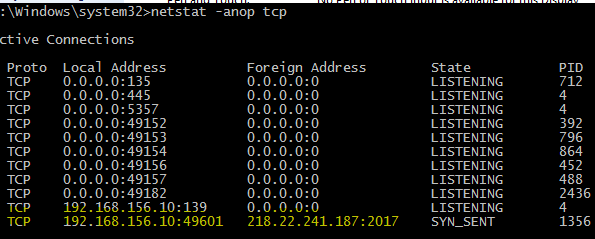 :\Windows\system32>netstat -anop tcp
ctive Connections
Proto Local Address Foreign Address State PID
TCP 0.0.0.0:135 0.0.0.0:0 LISTENING 712
TCP 0.0.0.0:445 0.0.0.0:0 LISTENING 4
TCP 0.0.0.0:5357 0.0.0.0:0 LISTENING 4
TCP 0.0.0.0:49152 0.0.0.0:0 LISTENING 392
TCP 0.0.0.0:49153 0.0.0.0:0 LISTENING 796
TCP 0.0.0.0:49154 0.0.0.0:0 LISTENING 864
TCP 0.0.0.0:49156 0.0.0.0:0 LISTENING 452
TCP 0.0.0.0:49157 0.0.0.0:0 LISTENING 488
TCP 0.0.0.0:49182 0.0.0.0:0 LISTENING 2436
TCP 192.168.156.10:139 0.0.0.0:0 LISTENING 4
TCP 192.168.156.10:49601 218.22.241.187:2017 SYN_SENT 1356